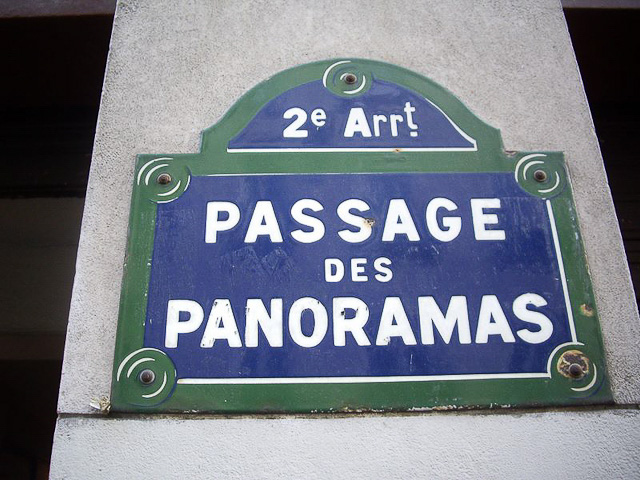 2e Arrt
PASSAGE
DES
PANORAMAS